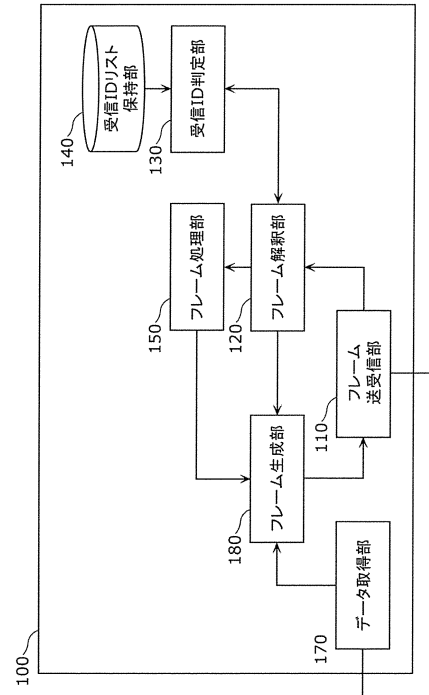 100
140
受信IDリスト
保持部
130
受信ID判定部
150
フレーム処理部
120
フレーム解釈部
180
フレーム生成部
110
フレーム
送受信部
170
データ取得部